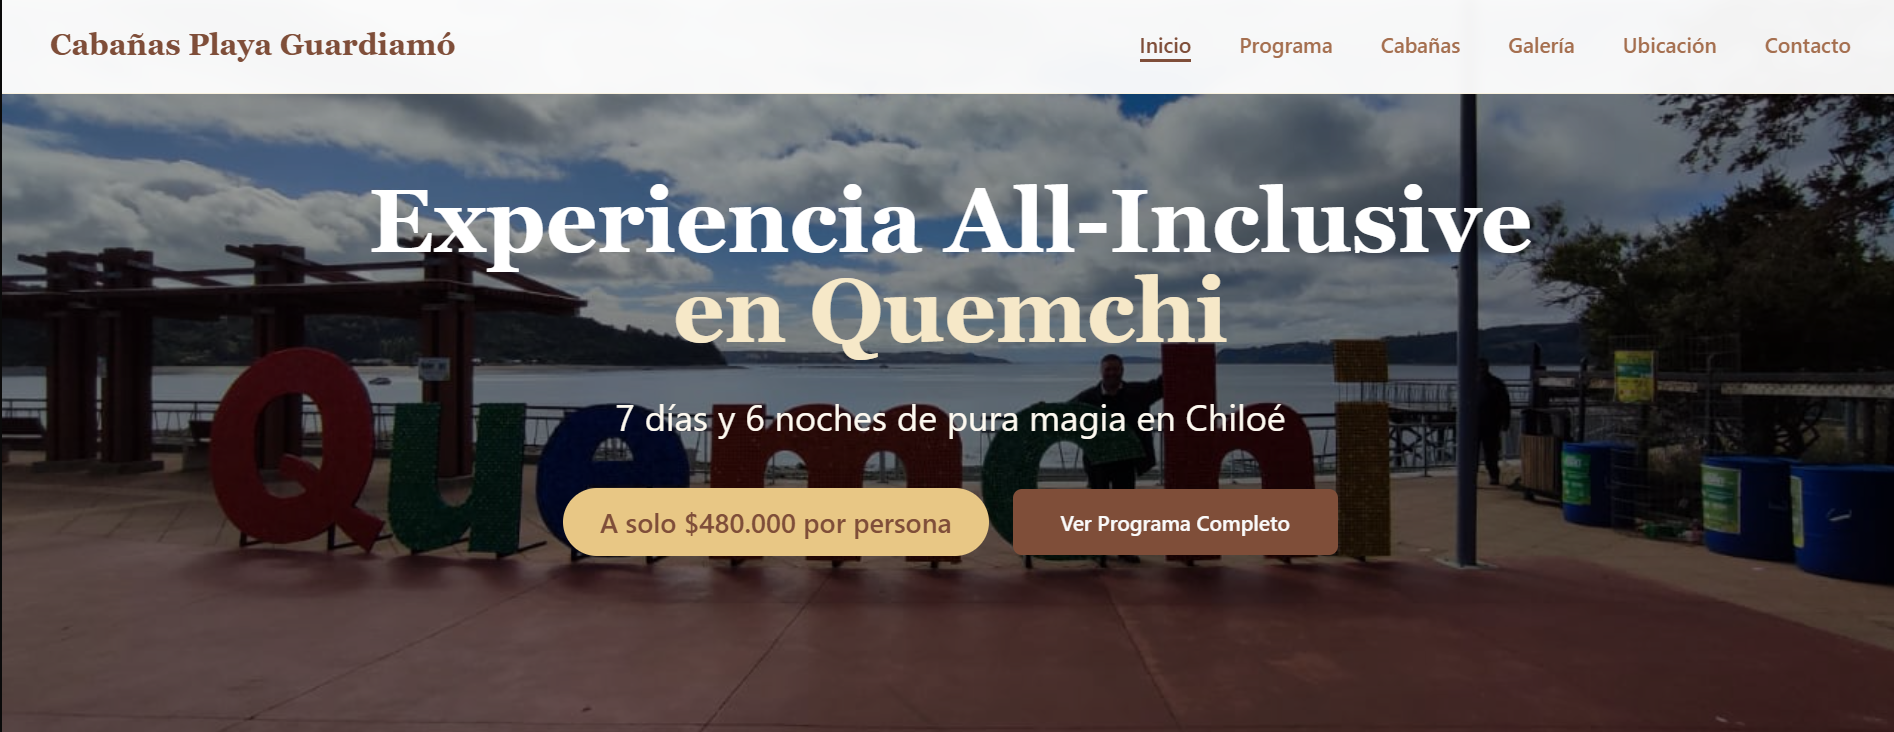 Cabañas Playa Guardiamó
Inicio
Programa
Cabañas
Galería
Ubicación
Contacto
Experiencia All-Inclusive
en Quemchi
7 días y 6 noches de pura magia en Chiloé
Quemchi
A solo $480.000 por persona
Ver Programa Completo